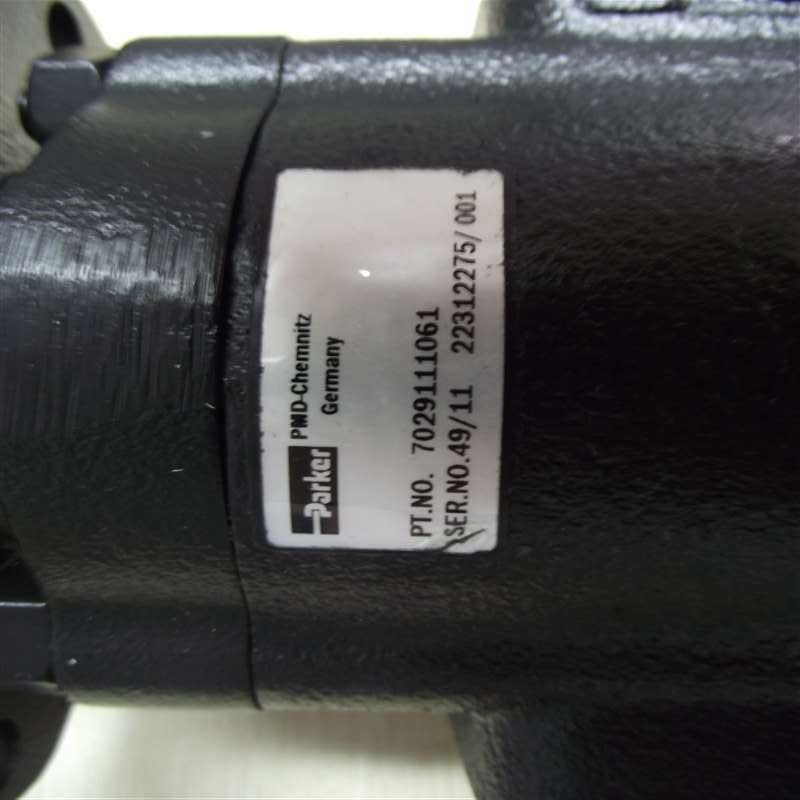 Parker
PMD-Chemnitz
Germany
PT.NO. 7029111061
SER.NO.49/11 22312275/001